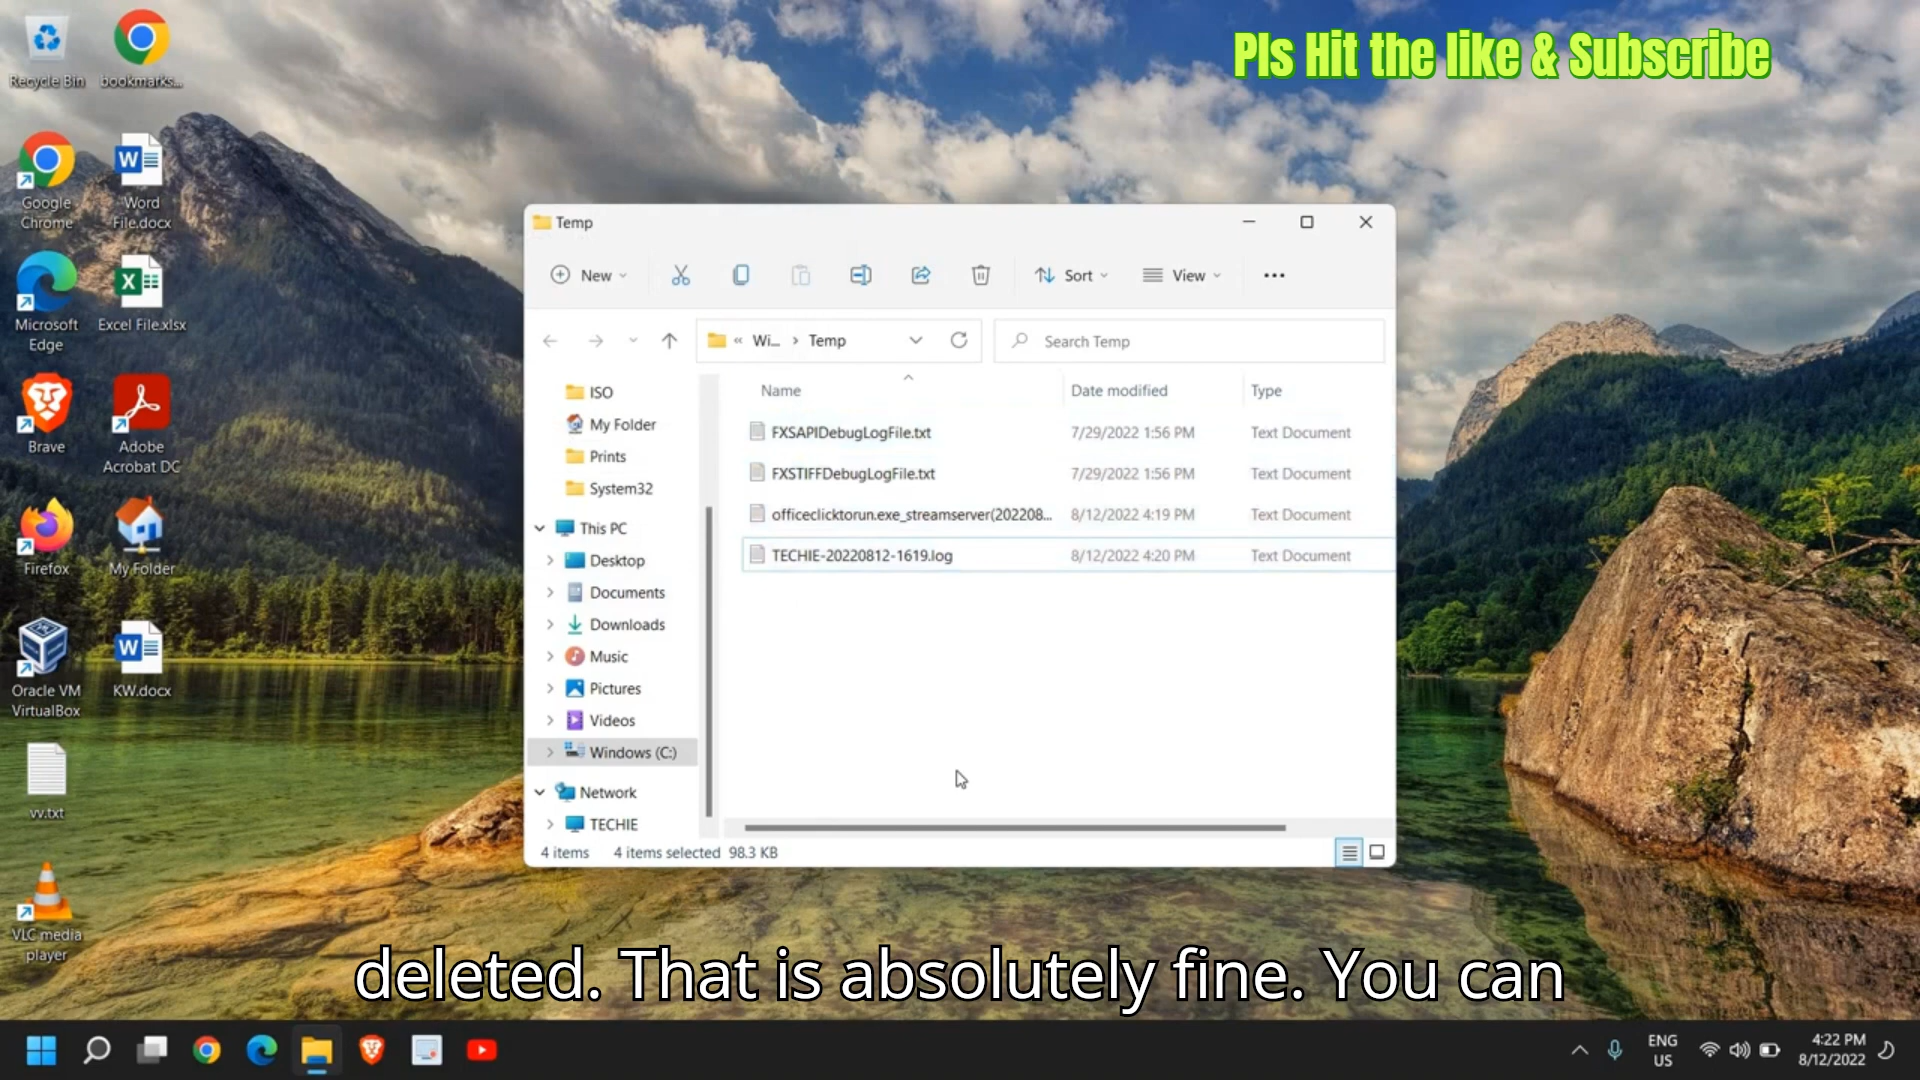 Pls Hit the like & Subscribe
Recycle Bin
bookmarks...
Google
Chrome
Word
File.docx
Microsoft
Edge
Excel File.xlsx
Brave
Adobe
Acrobat DC
Firefox
My Folder
Oracle VM
VirtualBox
KW.docx
vv.txt
VLC media
player
Temp
New
Sort
View
« Wi... > Temp
Search Temp
ISO
My Folder
Prints
System32
This PC
Desktop
Documents
Downloads
Music
Pictures
Videos
Windows (C:)
Network
TECHIE
Name Date modified Type
FXSAPIDebugLogFile.txt 7/29/2022 1:56 PM Text Document
FXSTIFFDebugLogFile.txt 7/29/2022 1:56 PM Text Document
officeclicktorun.exe_streamserver(202208... 8/12/2022 4:19 PM Text Document
TECHIE-20220812-1619.log 8/12/2022 4:20 PM Text Document
4 items 4 items selected 98.3 KB
deleted. That is absolutely fine. You can
ENG
US
4:22 PM
8/12/2022